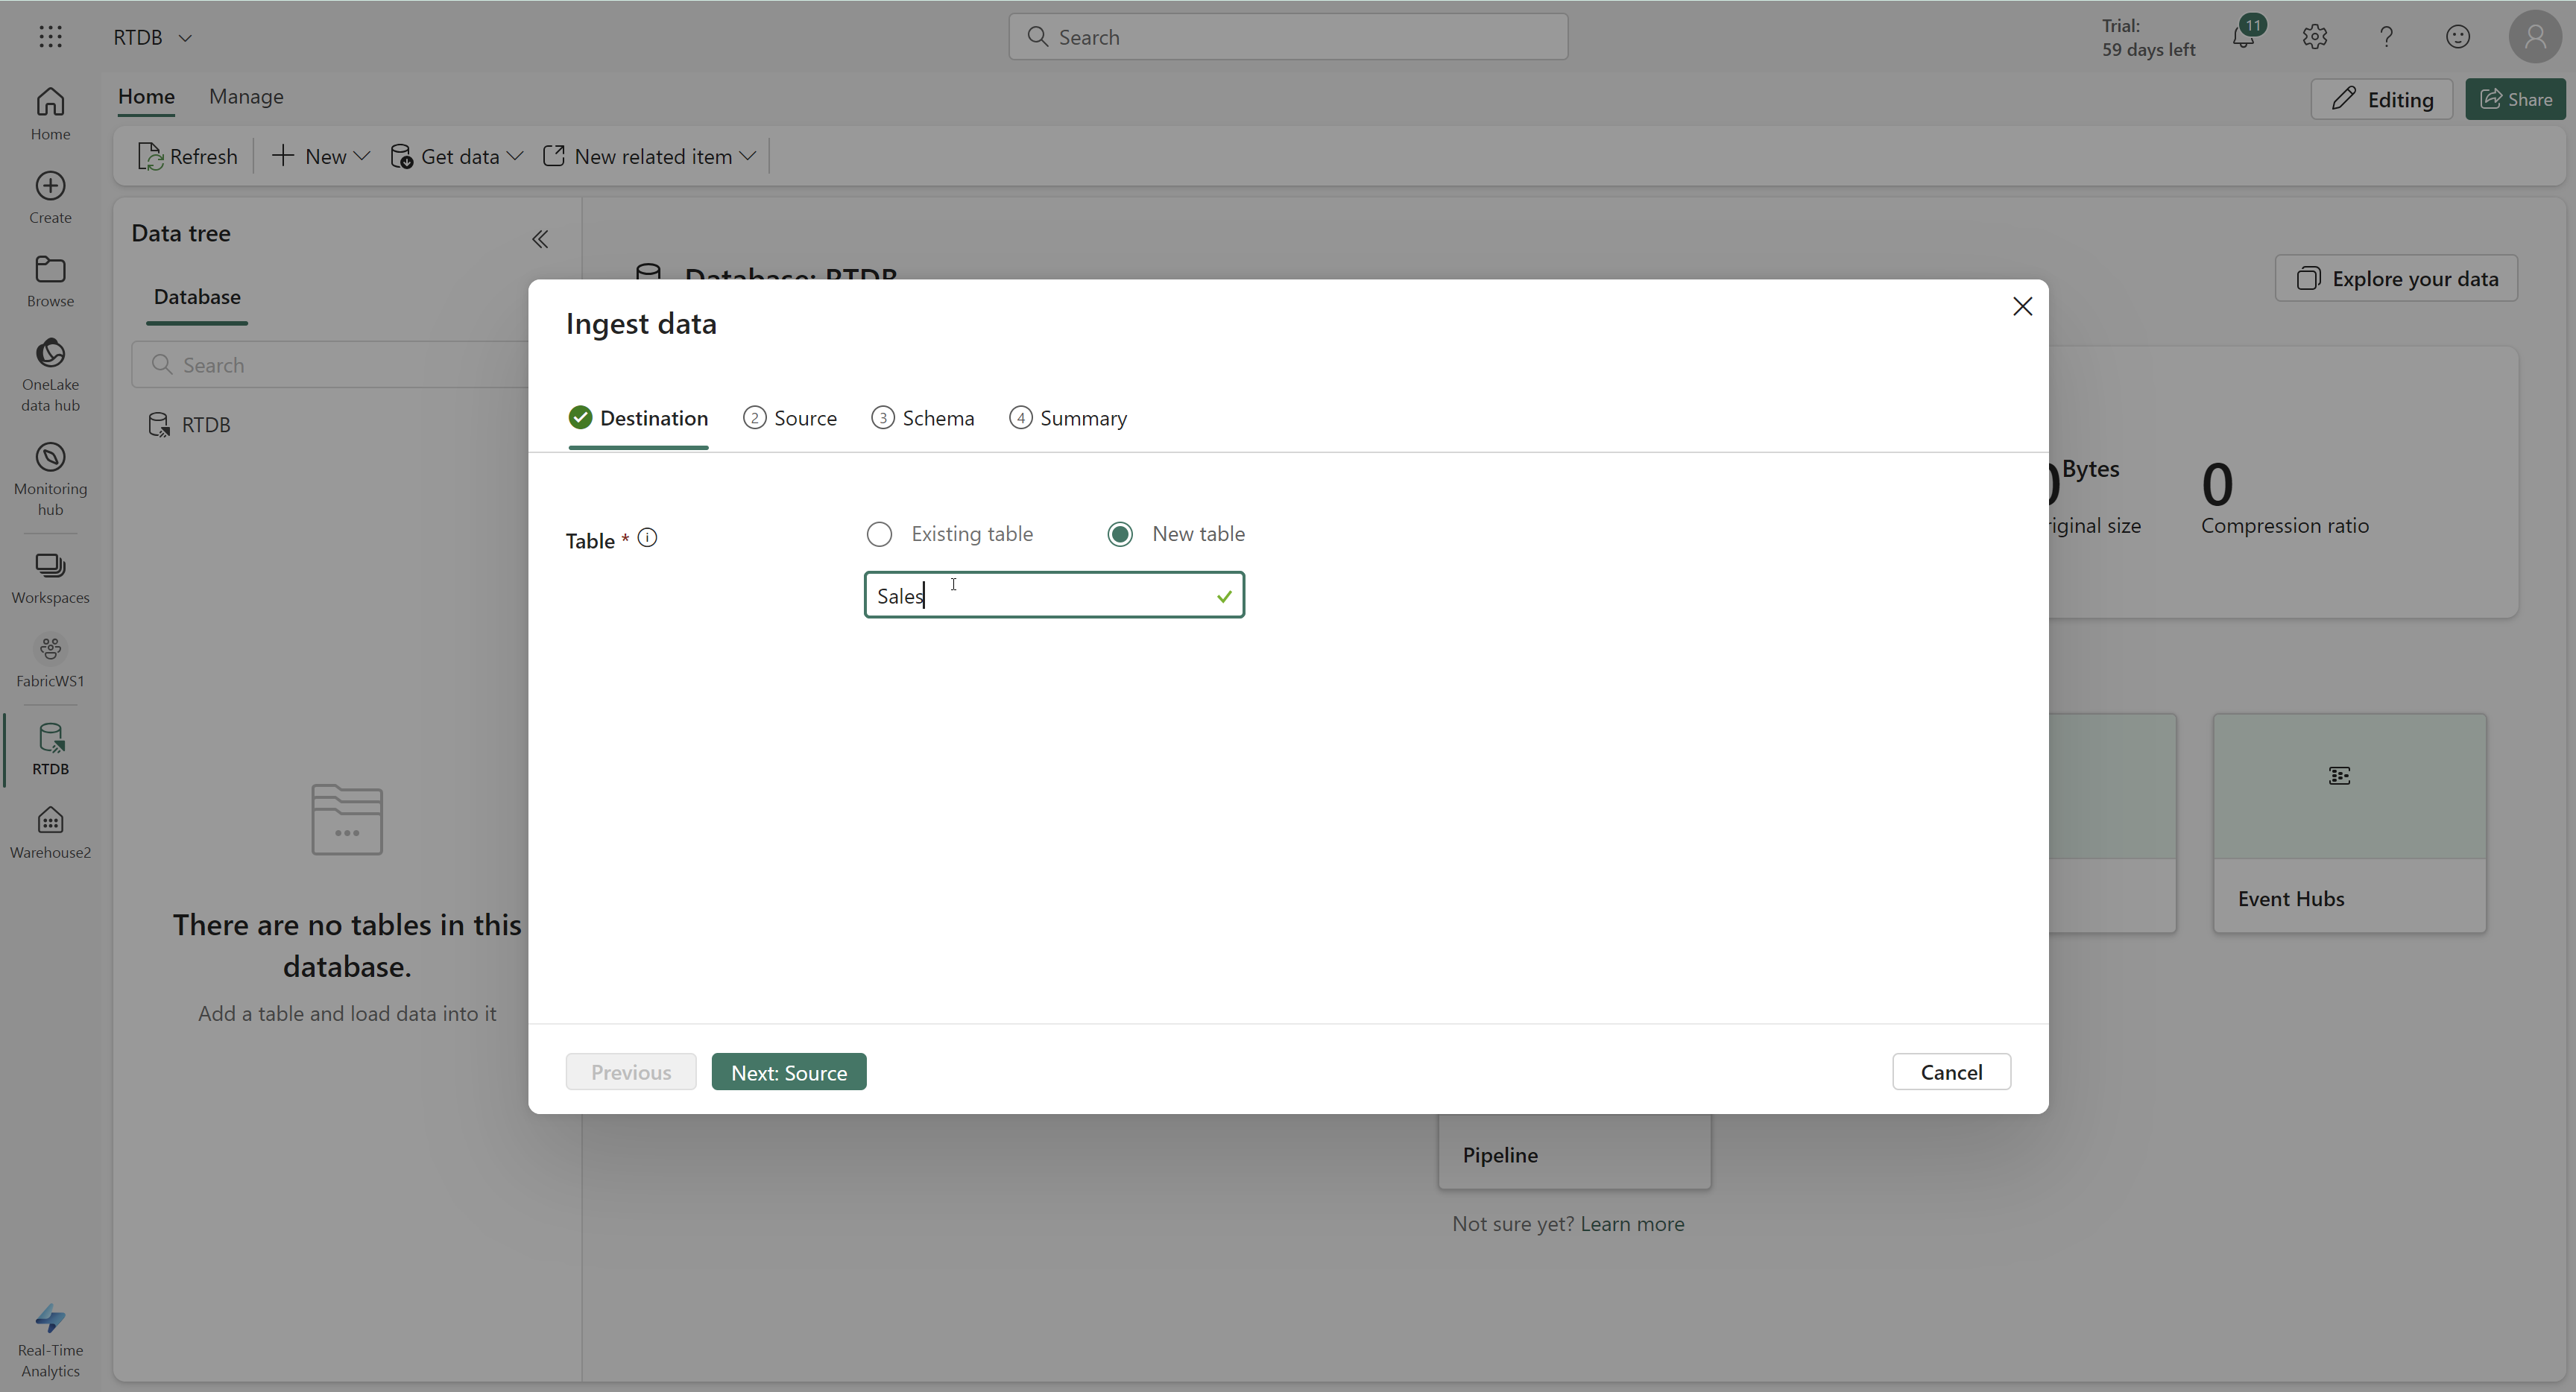 RTDB
Search
Trial:
59 days left
11
Home
Manage
Editing
Share
Refresh
New
Get data
New related item
Home
Create
Browse
OneLake
data hub
Monitoring
hub
Workspaces
FabricWS1
RTDB
Warehouse2
Real-Time
Analytics
Data tree
Database
Search
RTDB
There are no tables in this
database.
Add a table and load data into it
Database: RTDB
Explore your data
Bytes
0
Compression ratio
size
Event Hubs
Pipeline
Not sure yet? Learn more
Ingest data
Destination
2 Source
3 Schema
4 Summary
Table *
Existing table
New table
Sales
Previous
Next: Source
Cancel